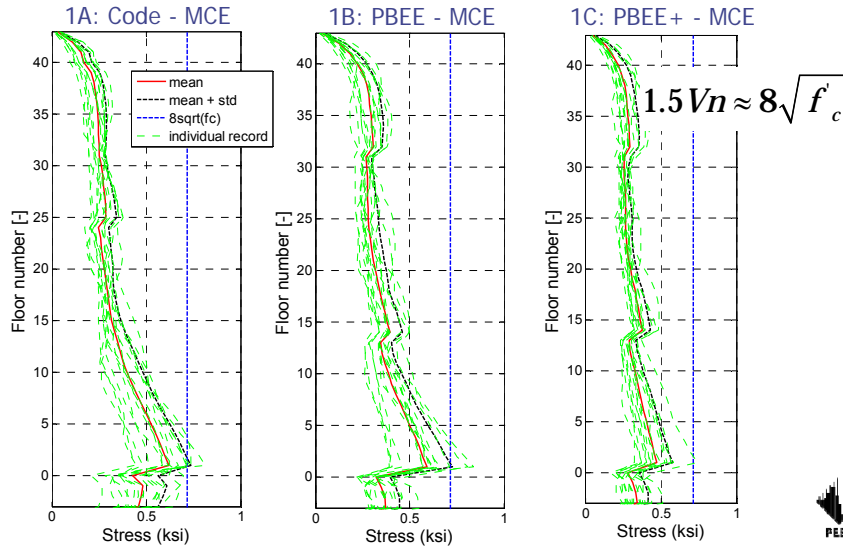 1A: Code - MCE
1B: PBEE - MCE
1C: PBEE+ - MCE
40
35
30
25
20
15
10
5
0
Floor number [-]
mean
mean + std
8sqrt(fc)
individual record
0.5
1
Stress (ksi)
40
35
30
25
20
15
10
5
0
Floor number [-]
0
0.5
1
Stress (ksi)
40
35
30
25
20
15
10
5
0
Floor number [-]
0
0.5
1
Stress (ksi)
1.5Vn ≈ 8√f'c